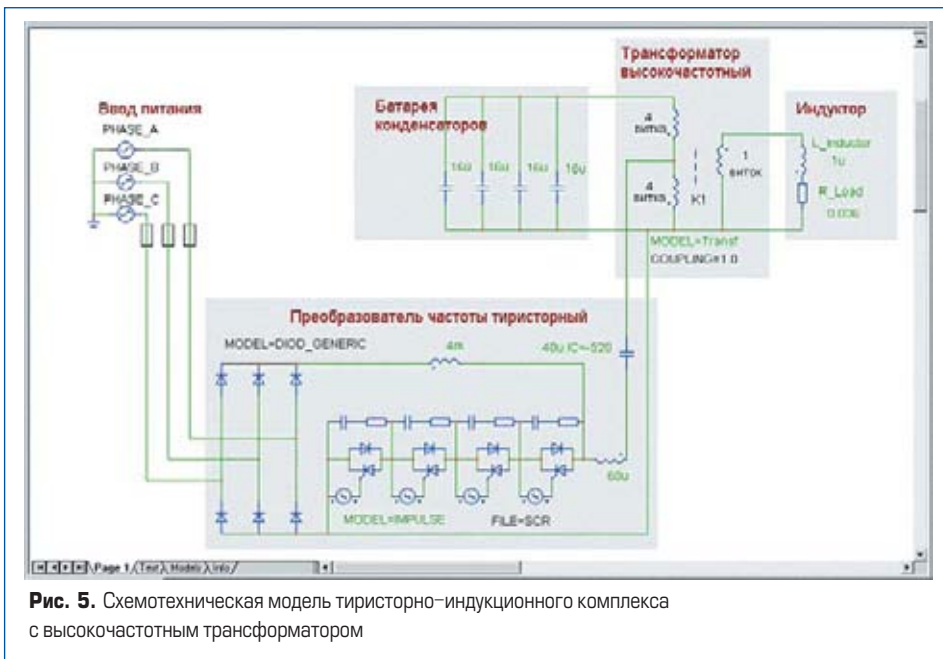 Трансформатор
высокочастотный
Ввод питания
PHASE_A
PHASE_B
PHASE_C
Батарея
конденсаторов
16u 16u 16u 16u
4
витка
4
витка
K1
1
виток
MODEL=Transf
COUPLING=1.0
Индуктор
L_inductor
1u
R_Load
0.036
Преобразователь частоты тиристорный
MODEL=DIOD_GENERIC
4m
40u IC=-520
60u
MODEL=IMPULSE
FILE=SCR
Page 1 Text Models Info
Рис. 5. Схемотехническая модель тиристорно-индукционного комплекса
с высокочастотным трансформатором